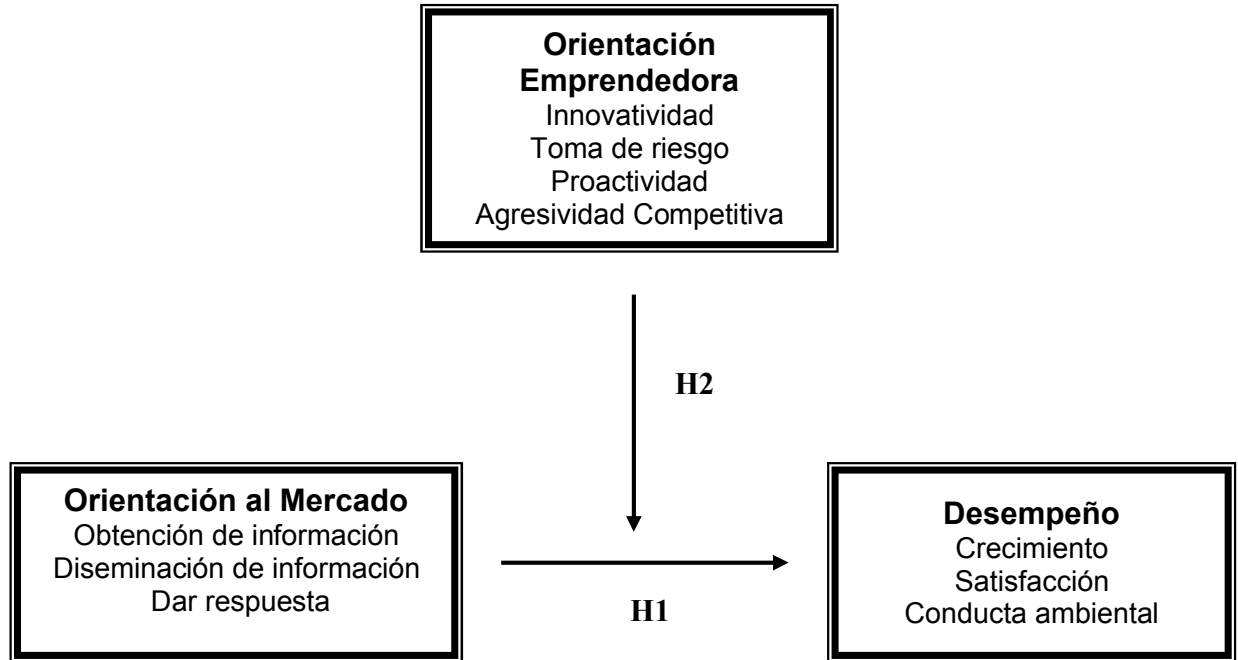 Orientación
Emprendedora
Innovatividad
Toma de riesgo
Proactividad
Agresividad Competitiva
H2
Orientación al Mercado
Obtención de información
Diseminación de información
Dar respuesta
H1
Desempeño
Crecimiento
Satisfacción
Conducta ambiental